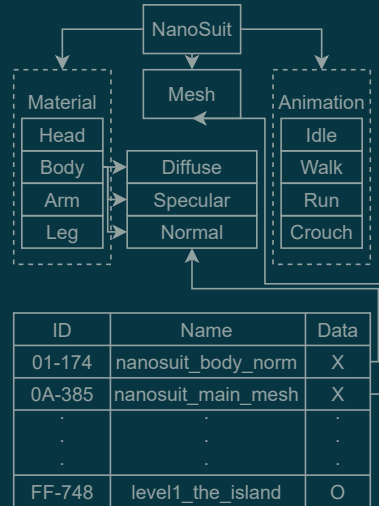 NanoSuit
Material
Head
Body
Arm
Leg
Mesh
Diffuse
Specular
Normal
Animation
Idle
Walk
Run
Crouch
ID Name Data
01-174 nanosuit_body_norm X
0A-385 nanosuit_main_mesh X
. . .
. . .
. . .
FF-748 level1_the_island O